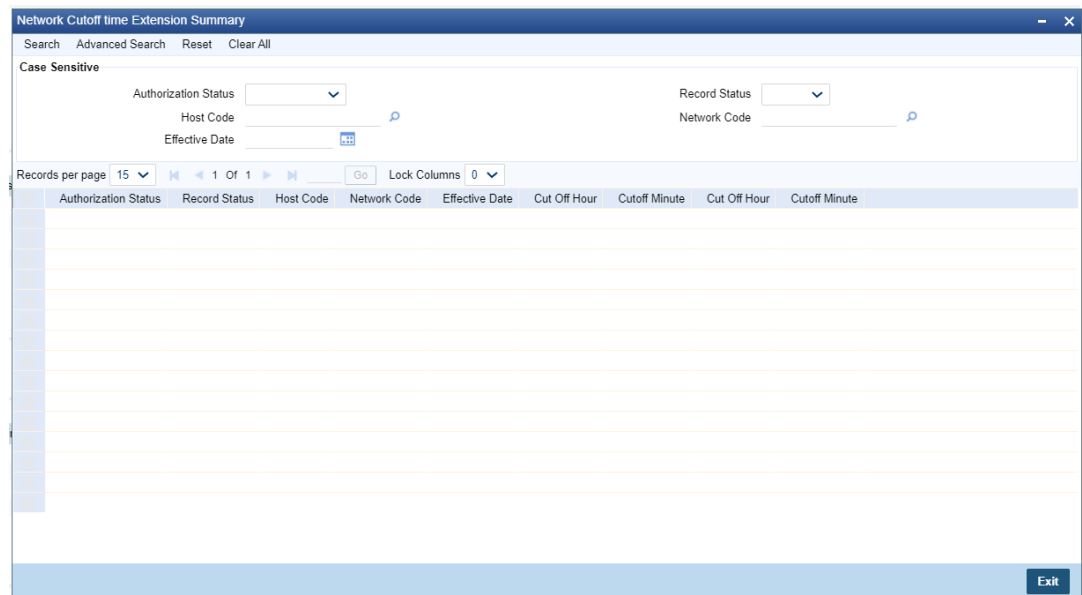 Network Cutoff time Extension Summary
Search Advanced Search Reset Clear All
Case Sensitive
Authorization Status Record Status
Host Code Network Code
Effective Date
Records per page 15 1 Of 1 Go Lock Columns 0
Authorization Status Record Status Host Code Network Code Effective Date Cut Off Hour Cutoff Minute Cut Off Hour Cutoff Minute
Exit